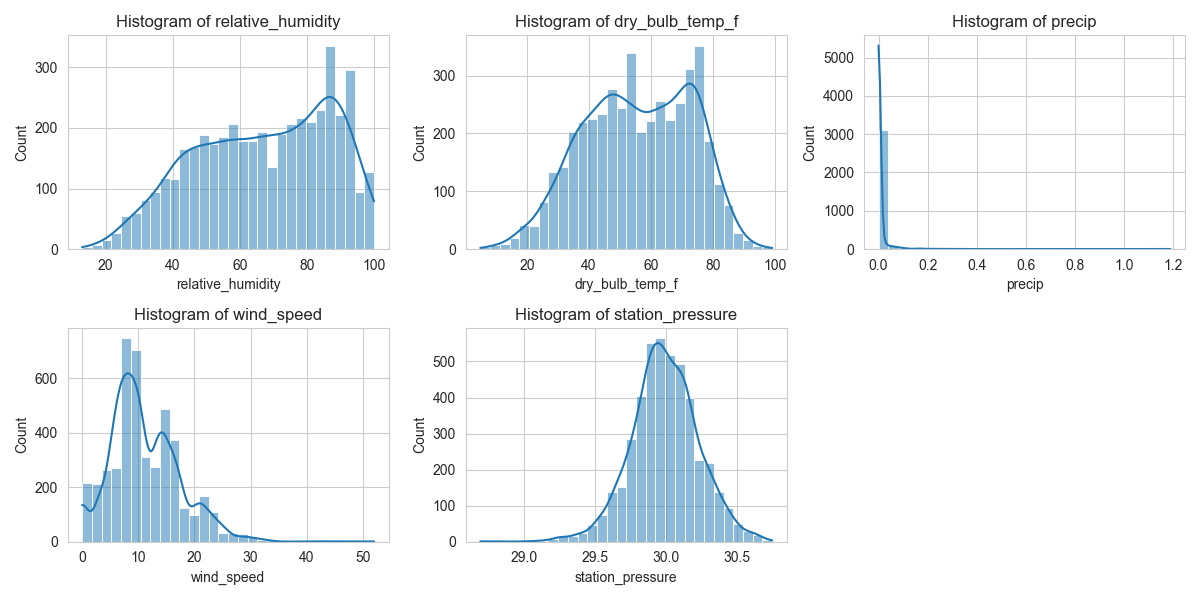 Histogram of relative_humidity
Histogram of dry_bulb_temp_f
Histogram of precip
300
200
100
0
Count
20 40 60 80 100
relative_humidity
300
200
100
0
Count
20 40 60 80 100
dry_bulb_temp_f
5000
4000
3000
2000
1000
0
Count
0.0 0.2 0.4 0.6 0.8 1.0 1.2
precip
Histogram of wind_speed
Histogram of station_pressure
600
400
200
0
Count
0 10 20 30 40 50
wind_speed
500
400
300
200
100
0
Count
29.0 29.5 30.0 30.5
station_pressure